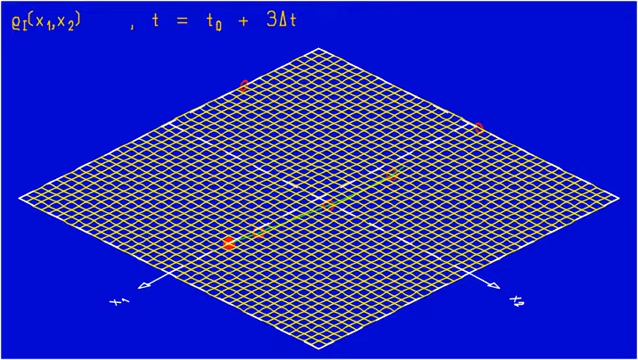 ϱI(x₁,x₂) , t = t₀ + 3Δt
x₁
x₂